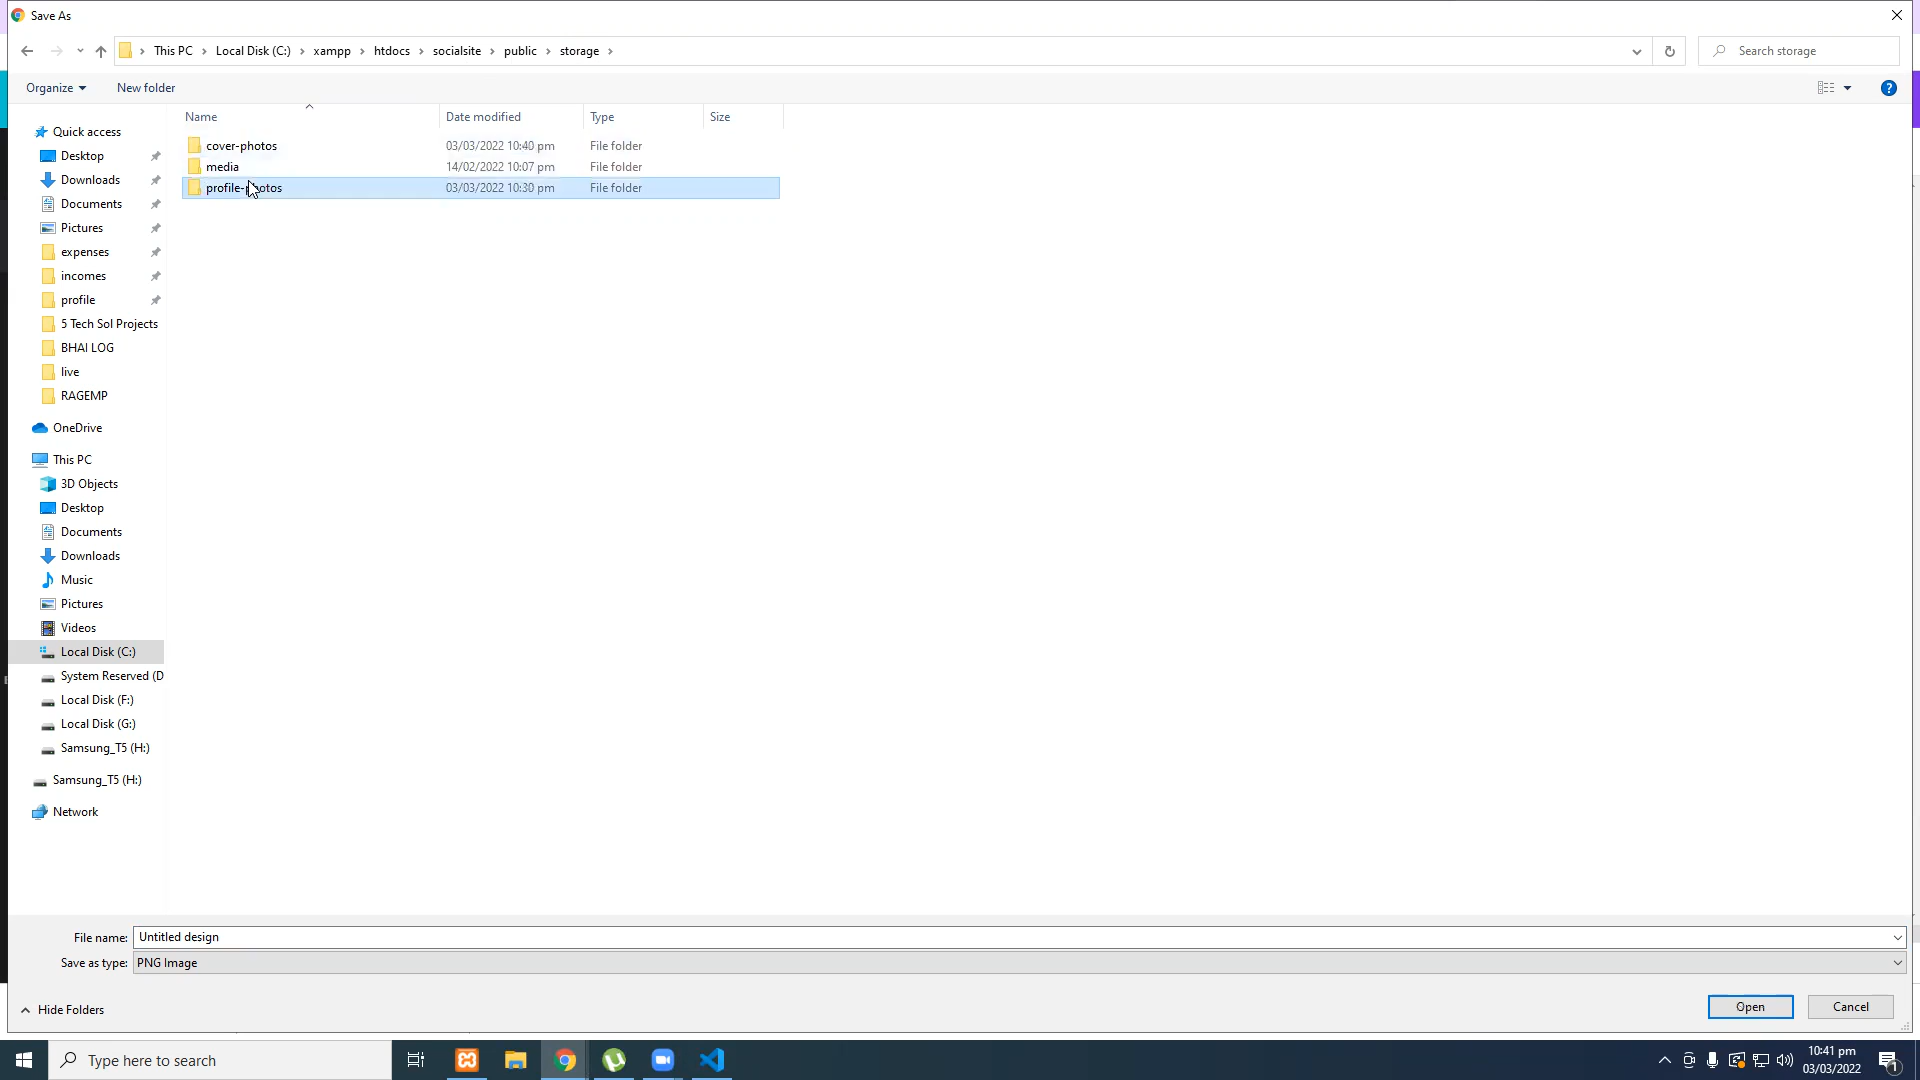 Save As
This PC > Local Disk (C:) > xampp > htdocs > socialsite > public > storage >
Search storage
Organize
New folder
Name
Date modified
Type
Size
cover-photos 03/03/2022 10:40 pm File folder
media 14/02/2022 10:07 pm File folder
profile-photos 03/03/2022 10:30 pm File folder
Quick access
Desktop
Downloads
Documents
Pictures
expenses
incomes
profile
5 Tech Sol Projects
BHAI LOG
live
RAGEMP
OneDrive
This PC
3D Objects
Desktop
Documents
Downloads
Music
Pictures
Videos
Local Disk (C:)
System Reserved (D
Local Disk (F:)
Local Disk (G:)
Samsung_T5 (H:)
Samsung_T5 (H:)
Network
File name: Untitled design
Save as type: PNG Image
Hide Folders
Open
Cancel
Type here to search
10:41 pm
03/03/2022
1